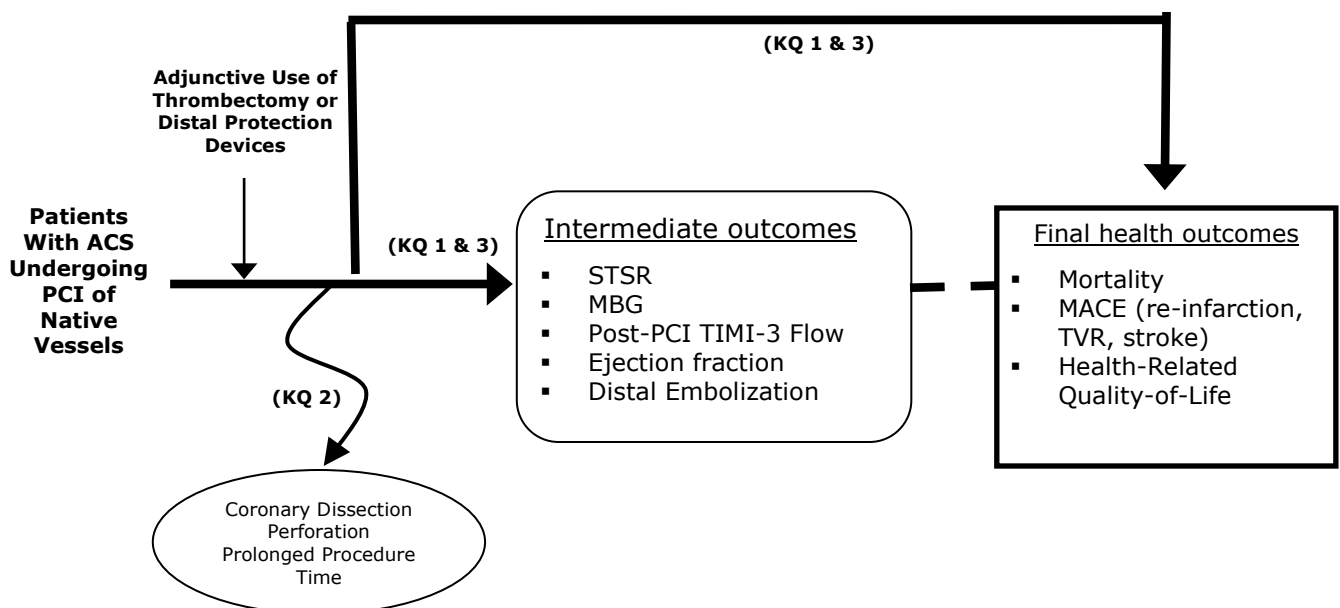 (KQ 1 & 3)
Adjunctive Use of
Thrombectomy or
Distal Protection
Devices
Patients
With ACS
Undergoing
PCI of
Native
Vessels
(KQ 1 & 3)
(KQ 2)
Intermediate outcomes
▪ STSR
▪ MBG
▪ Post-PCI TIMI-3 Flow
▪ Ejection fraction
▪ Distal Embolization
Final health outcomes
▪ Mortality
▪ MACE (re-infarction,
TVR, stroke)
▪ Health-Related
Quality-of-Life
Coronary Dissection
Perforation
Prolonged Procedure
Time